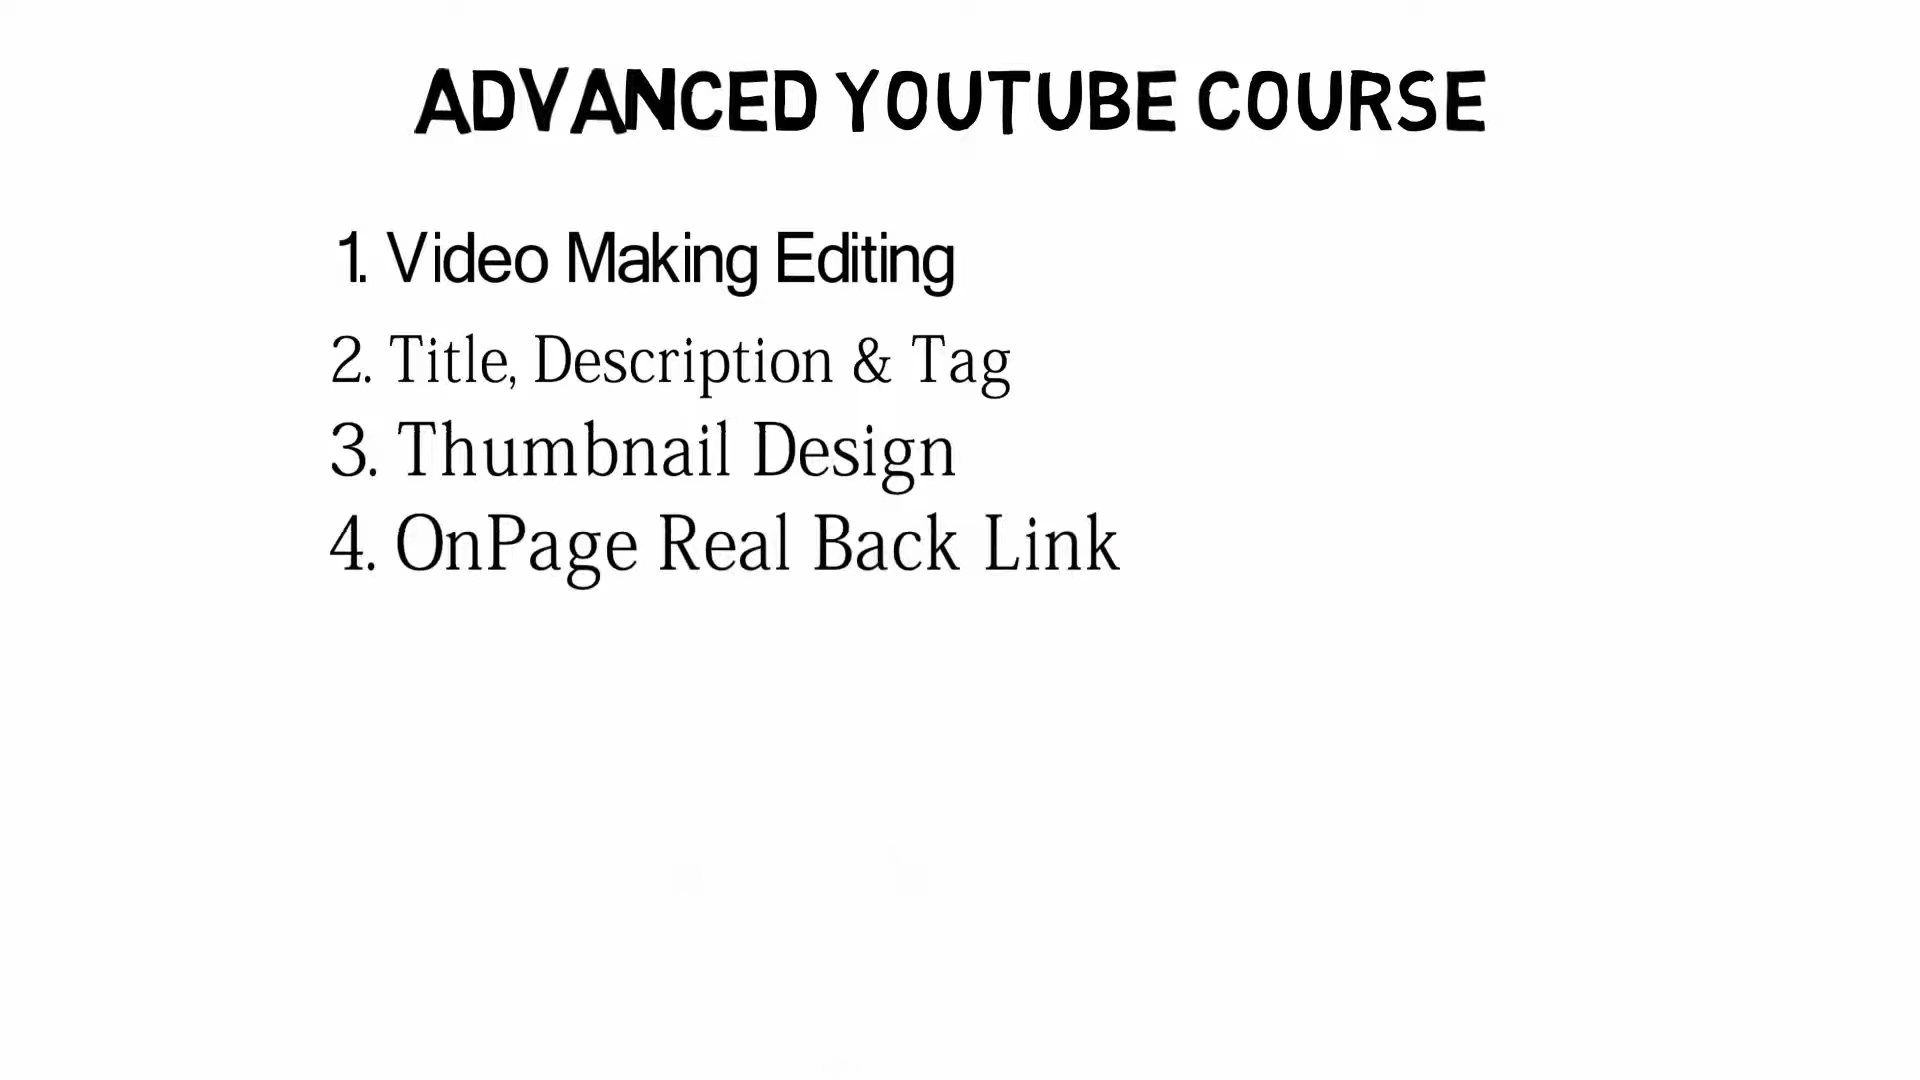 ADVANCED YOUTUBE COURSE
1. Video Making Editing
2. Title, Description & Tag
3. Thumbnail Design
4. OnPage Real Back Link